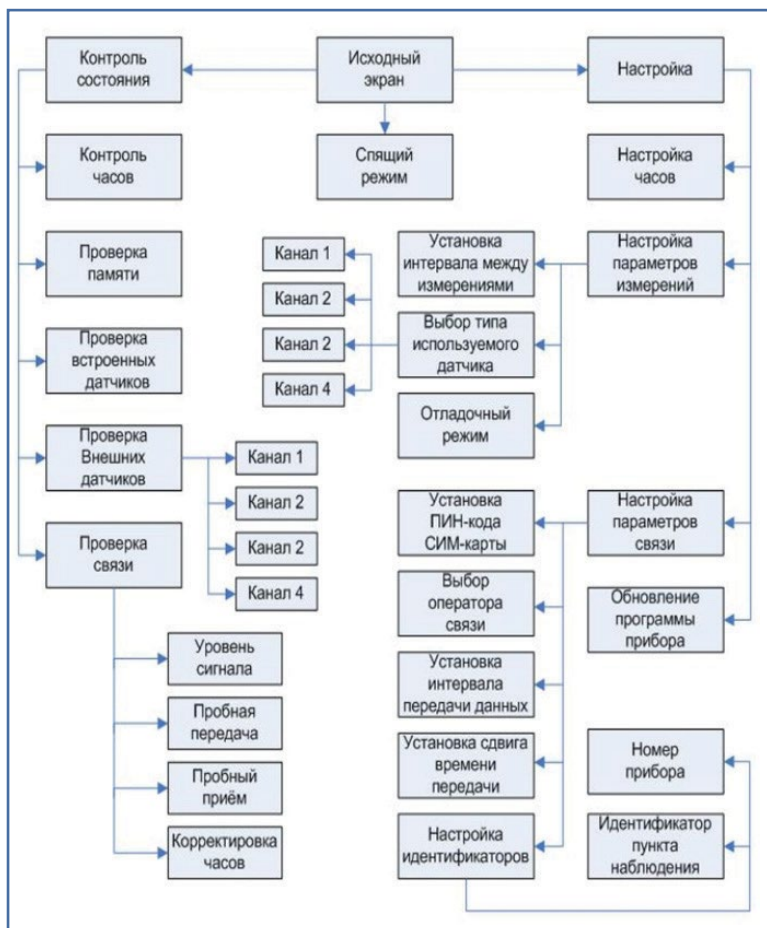 Контроль
состояния
Исходный
экран
Настройка
Контроль
часов
Спящий
режим
Настройка
часов
Проверка
памяти
Канал 1
Канал 2
Канал 2
Канал 4
Установка
интервала между
измерениями
Настройка
параметров
измерений
Проверка
встроенных
датчиков
Выбор типа
используемого
датчика
Отладочный
режим
Проверка
Внешних
датчиков
Канал 1
Канал 2
Канал 2
Канал 4
Установка
ПИН-кода
СИМ-карты
Настройка
параметров
связи
Проверка
связи
Выбор
оператора
связи
Обновление
программы
прибора
Уровень
сигнала
Пробная
передача
Пробный
приём
Корректировка
часов
Установка
интервала
передачи данных
Установка сдвига
времени
передачи
Настройка
идентификаторов
Номер
прибора
Идентификатор
пункта
наблюдения